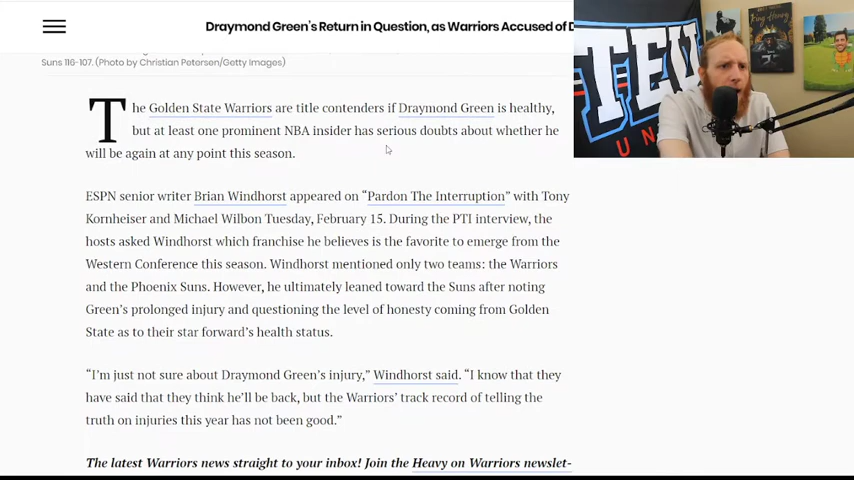 Draymond Green's Return in Question, as Warriors Accused of D
Suns 116-107. (Photo by Christian Petersen/Getty Images)
The Golden State Warriors are title contenders if Draymond Green is healthy,
but at least one prominent NBA insider has serious doubts about whether he
will be again at any point this season.
ESPN senior writer Brian Windhorst appeared on “Pardon The Interruption” with Tony
Kornheiser and Michael Wilbon Tuesday, February 15. During the PTI interview, the
hosts asked Windhorst which franchise he believes is the favorite to emerge from the
Western Conference this season. Windhorst mentioned only two teams: the Warriors
and the Phoenix Suns. However, he ultimately leaned toward the Suns after noting
Green’s prolonged injury and questioning the level of honesty coming from Golden
State as to their star forward’s health status.
“I’m just not sure about Draymond Green’s injury,” Windhorst said. “I know that they
have said that they think he’ll be back, but the Warriors’ track record of telling the
truth on injuries this year has not been good.”
The latest Warriors news straight to your inbox! Join the Heavy on Warriors newslet-